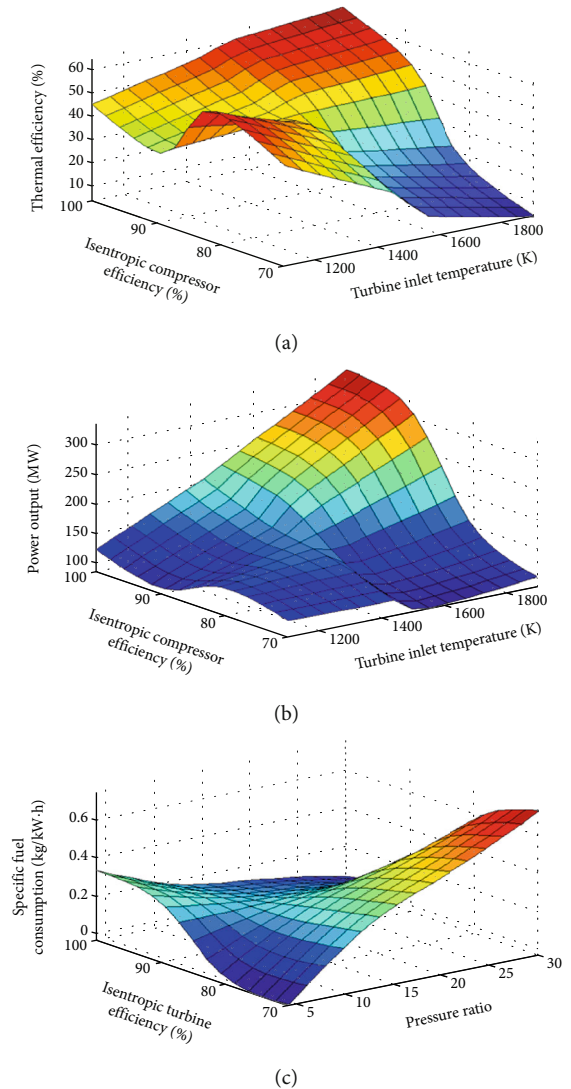 60
50
40
30
20
10
Thermal efficiency (%)
100
90
80
70
Isentropic compressor
efficiency (%)
1200
1400
1600
1800
Turbine inlet temperature (K)
(a)
300
250
200
150
100
Power output (MW)
100
90
80
70
Isentropic compressor
efficiency (%)
1200
1400
1600
1800
Turbine inlet temperature (K)
(b)
0.6
0.4
0.2
0
Specific fuel
consumption (kg/kW·h)
100
90
80
70
Isentropic turbine
efficiency (%)
5
10
15
20
25
30
Pressure ratio
(c)